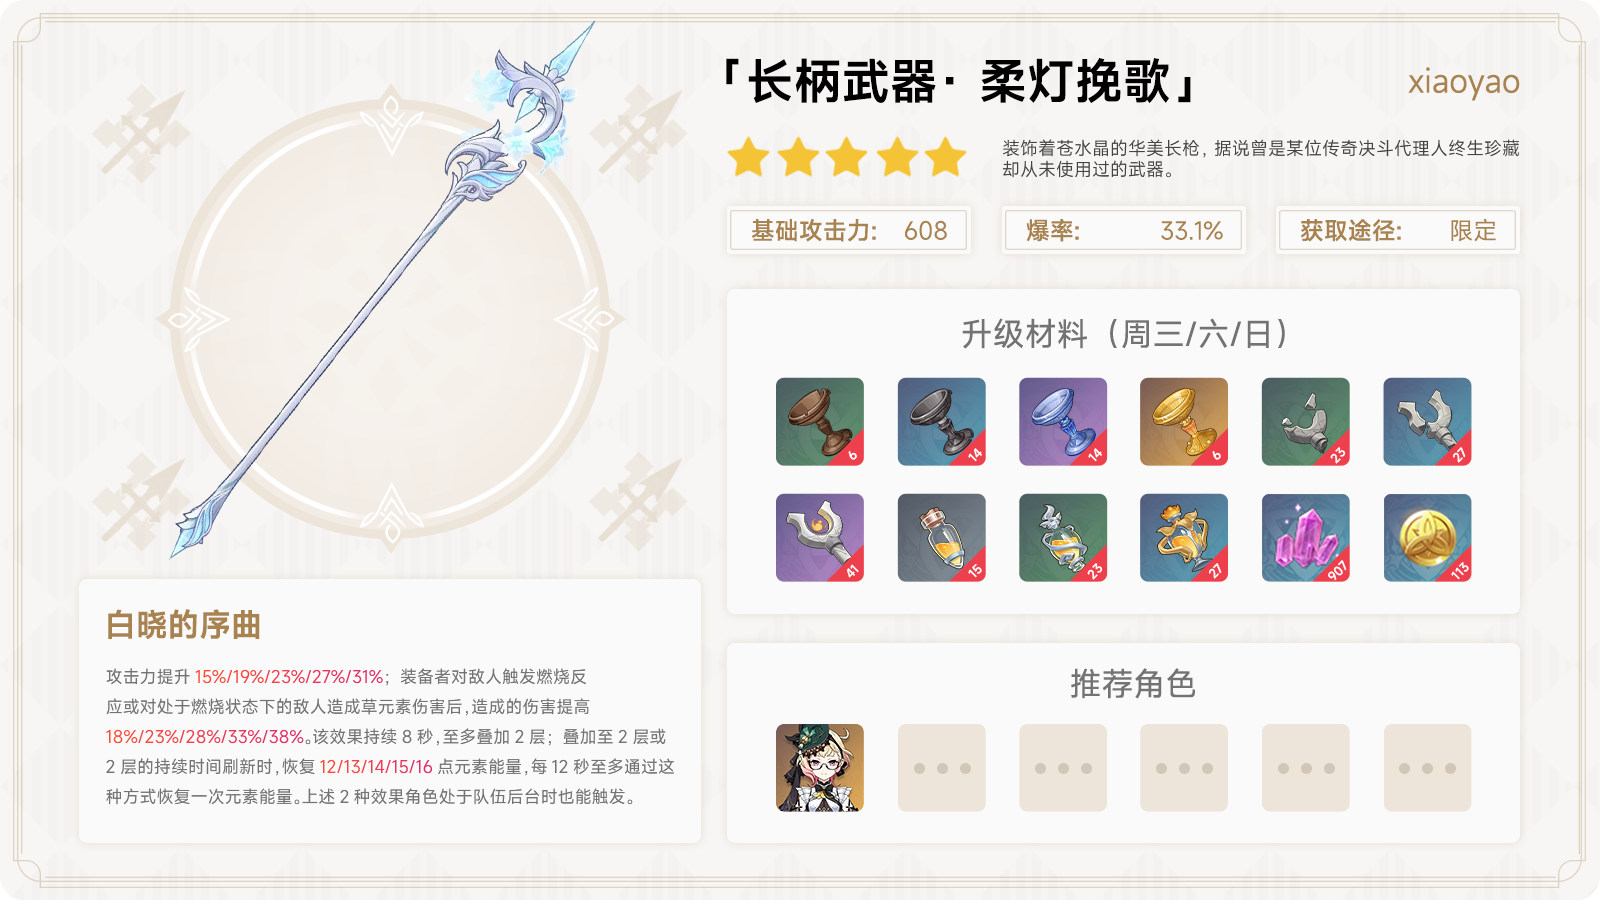 「长柄武器· 柔灯挽歌」
xiaoyao
装饰着苍水晶的华美长枪，据说曾是某位传奇决斗代理人终生珍藏
却从未使用过的武器。
基础攻击力: 608
爆率: 33.1%
获取途径: 限定
升级材料（周三/六/日）
6 14 14 6 23 27
41 15 23 27 907 113
白晓的序曲
攻击力提升 15%/19%/23%/27%/31%；装备者对敌人触发燃烧反
应或对处于燃烧状态下的敌人造成草元素伤害后,造成的伤害提高
18%/23%/28%/33%/38%。该效果持续 8 秒,至多叠加 2 层；叠加至 2 层或
2 层的持续时间刷新时,恢复 12/13/14/15/16 点元素能量,每 12 秒至多通过这
种方式恢复一次元素能量。上述 2 种效果角色处于队伍后台时也能触发。
推荐角色